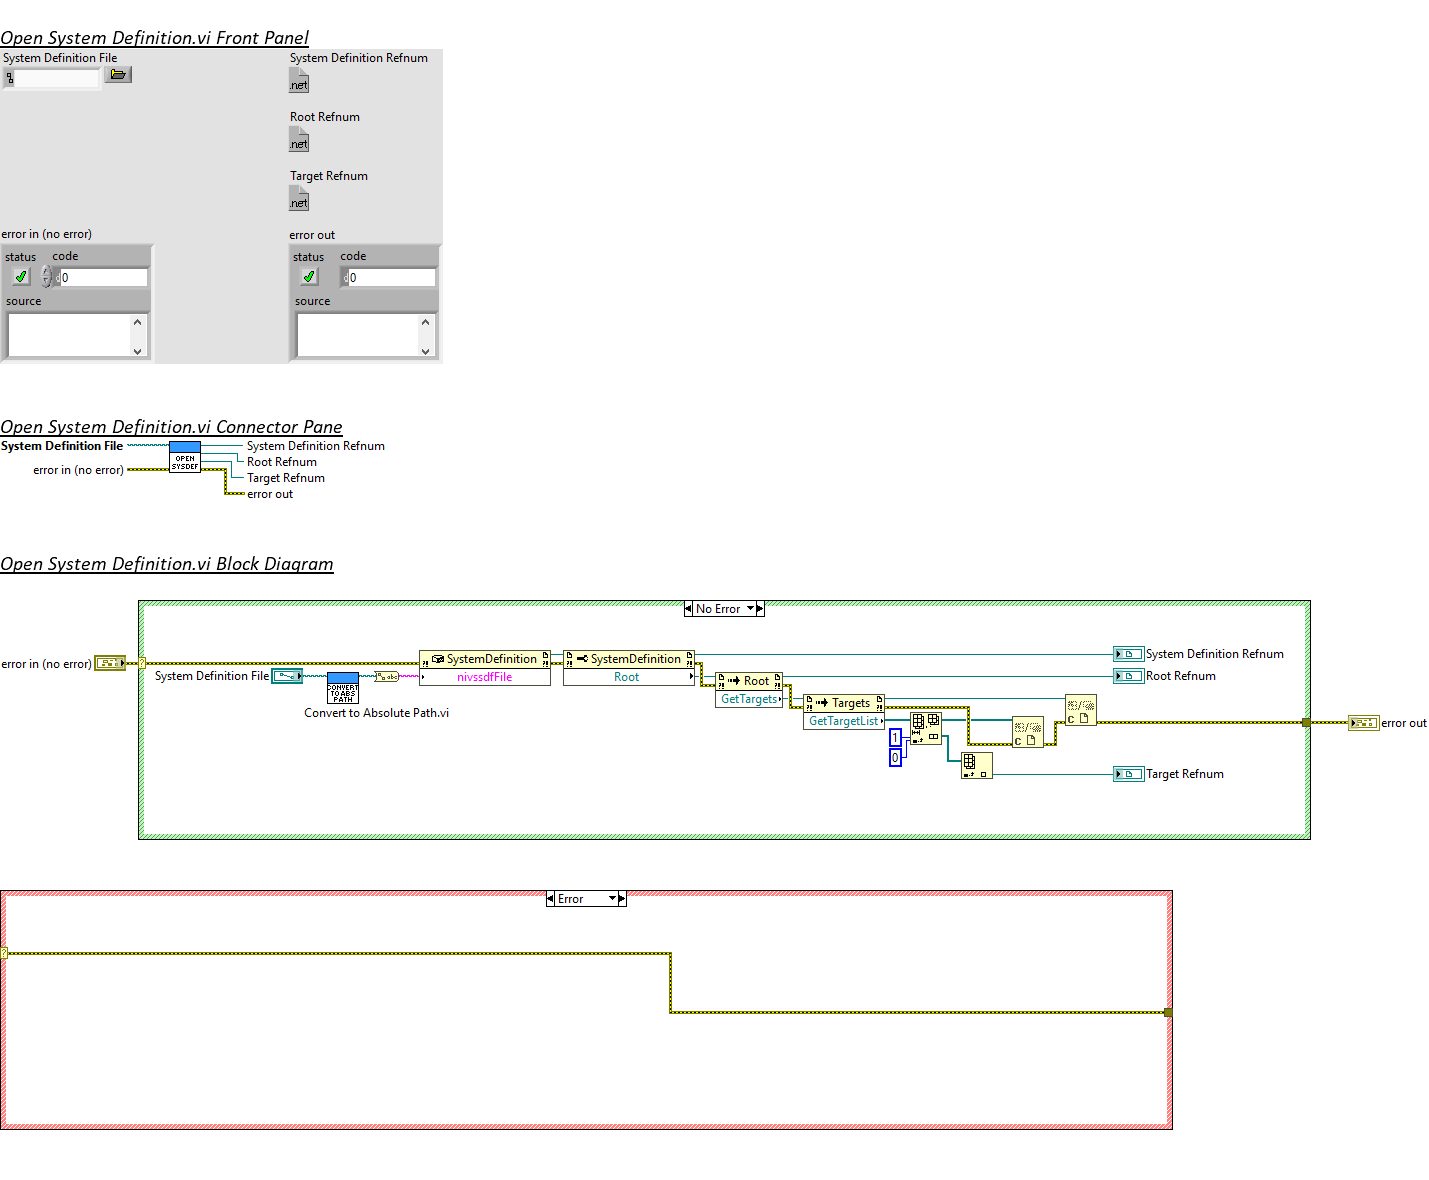 Open System Definition.vi Front Panel
System Definition File
System Definition Refnum
.net
Root Refnum
.net
Target Refnum
.net
error in (no error)
error out
status code
d 0
source
status code
d 0
source
Open System Definition.vi Connector Pane
System Definition File
OPEN
SYSDEF
System Definition Refnum
Root Refnum
error in (no error)
Target Refnum
error out
Open System Definition.vi Block Diagram
No Error
error in (no error)
?
System Definition File
CONVERT
TO ABS
PATH
Convert to Absolute Path.vi
abc
SystemDefinition
nivssdfFile
SystemDefinition
Root
System Definition Refnum
Root Refnum
Root
GetTargets
Targets
GetTargetList
1
0
C
C
error out
Target Refnum
Error
?